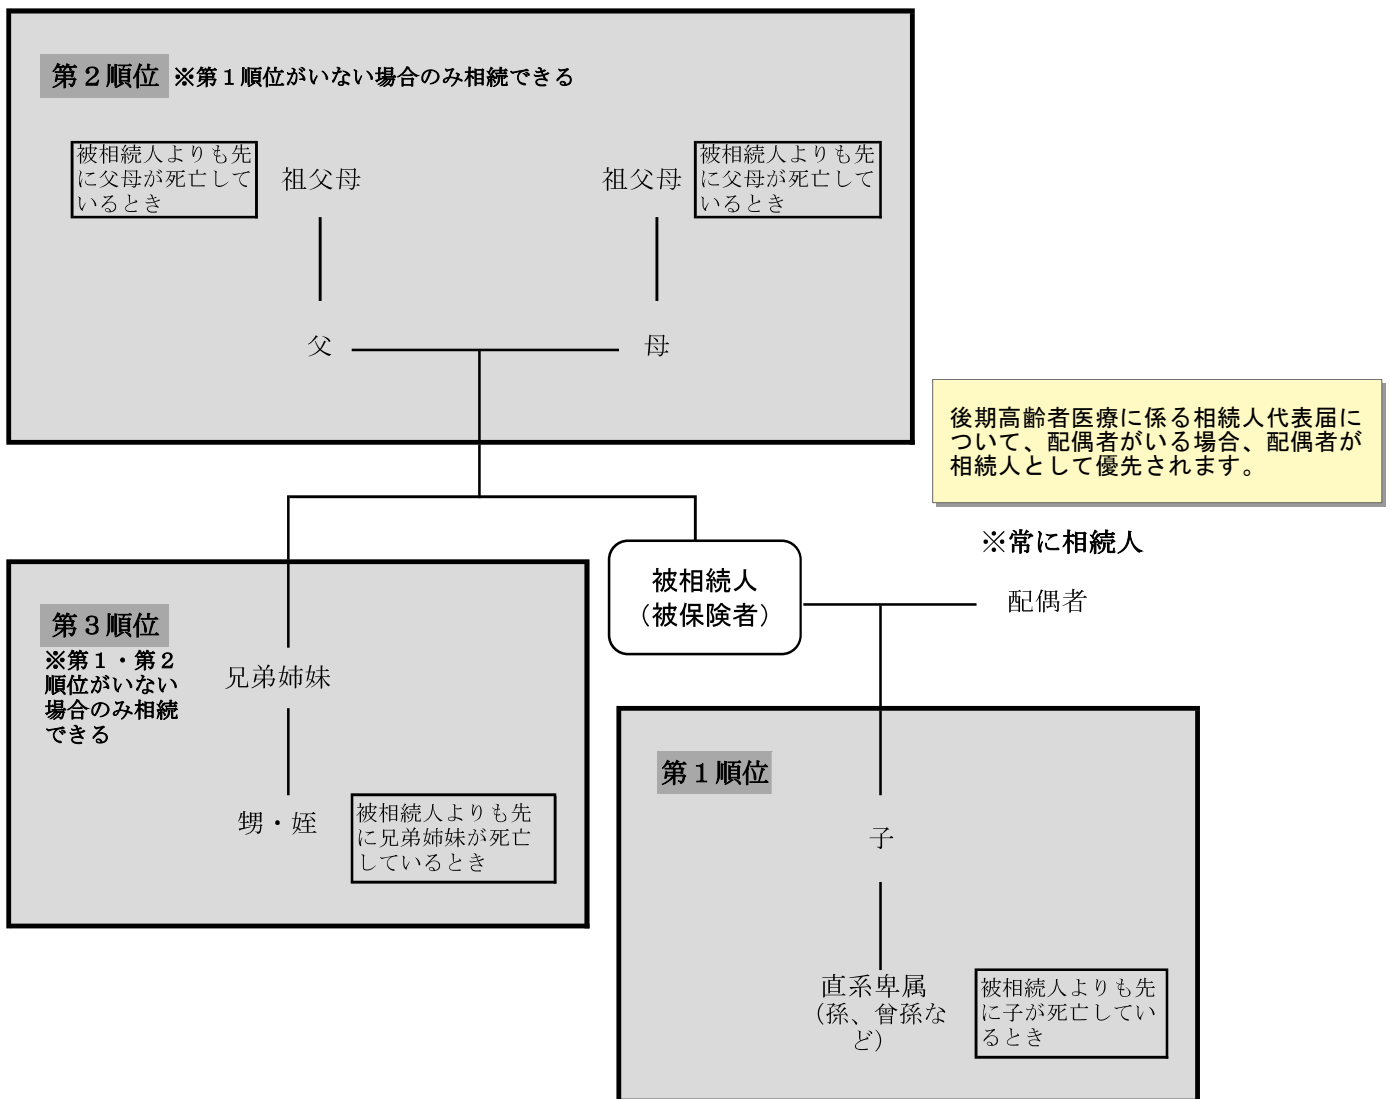 第２順位 ※第１順位がいない場合のみ相続できる
被相続人よりも先
に父母が死亡して
いるとき
祖父母
祖父母
被相続人よりも先
に父母が死亡して
いるとき
父
母
後期高齢者医療に係る相続人代表届に
ついて、配偶者がいる場合、配偶者が
相続人として優先されます。
※常に相続人
被相続人
（被保険者）
配偶者
第３順位
※第１・第２
順位がいない
場合のみ相続
できる
兄弟姉妹
甥・姪
被相続人よりも先
に兄弟姉妹が死亡
しているとき
第１順位
子
直系卑属
（孫、曾孫な
ど）
被相続人よりも先
に子が死亡してい
るとき